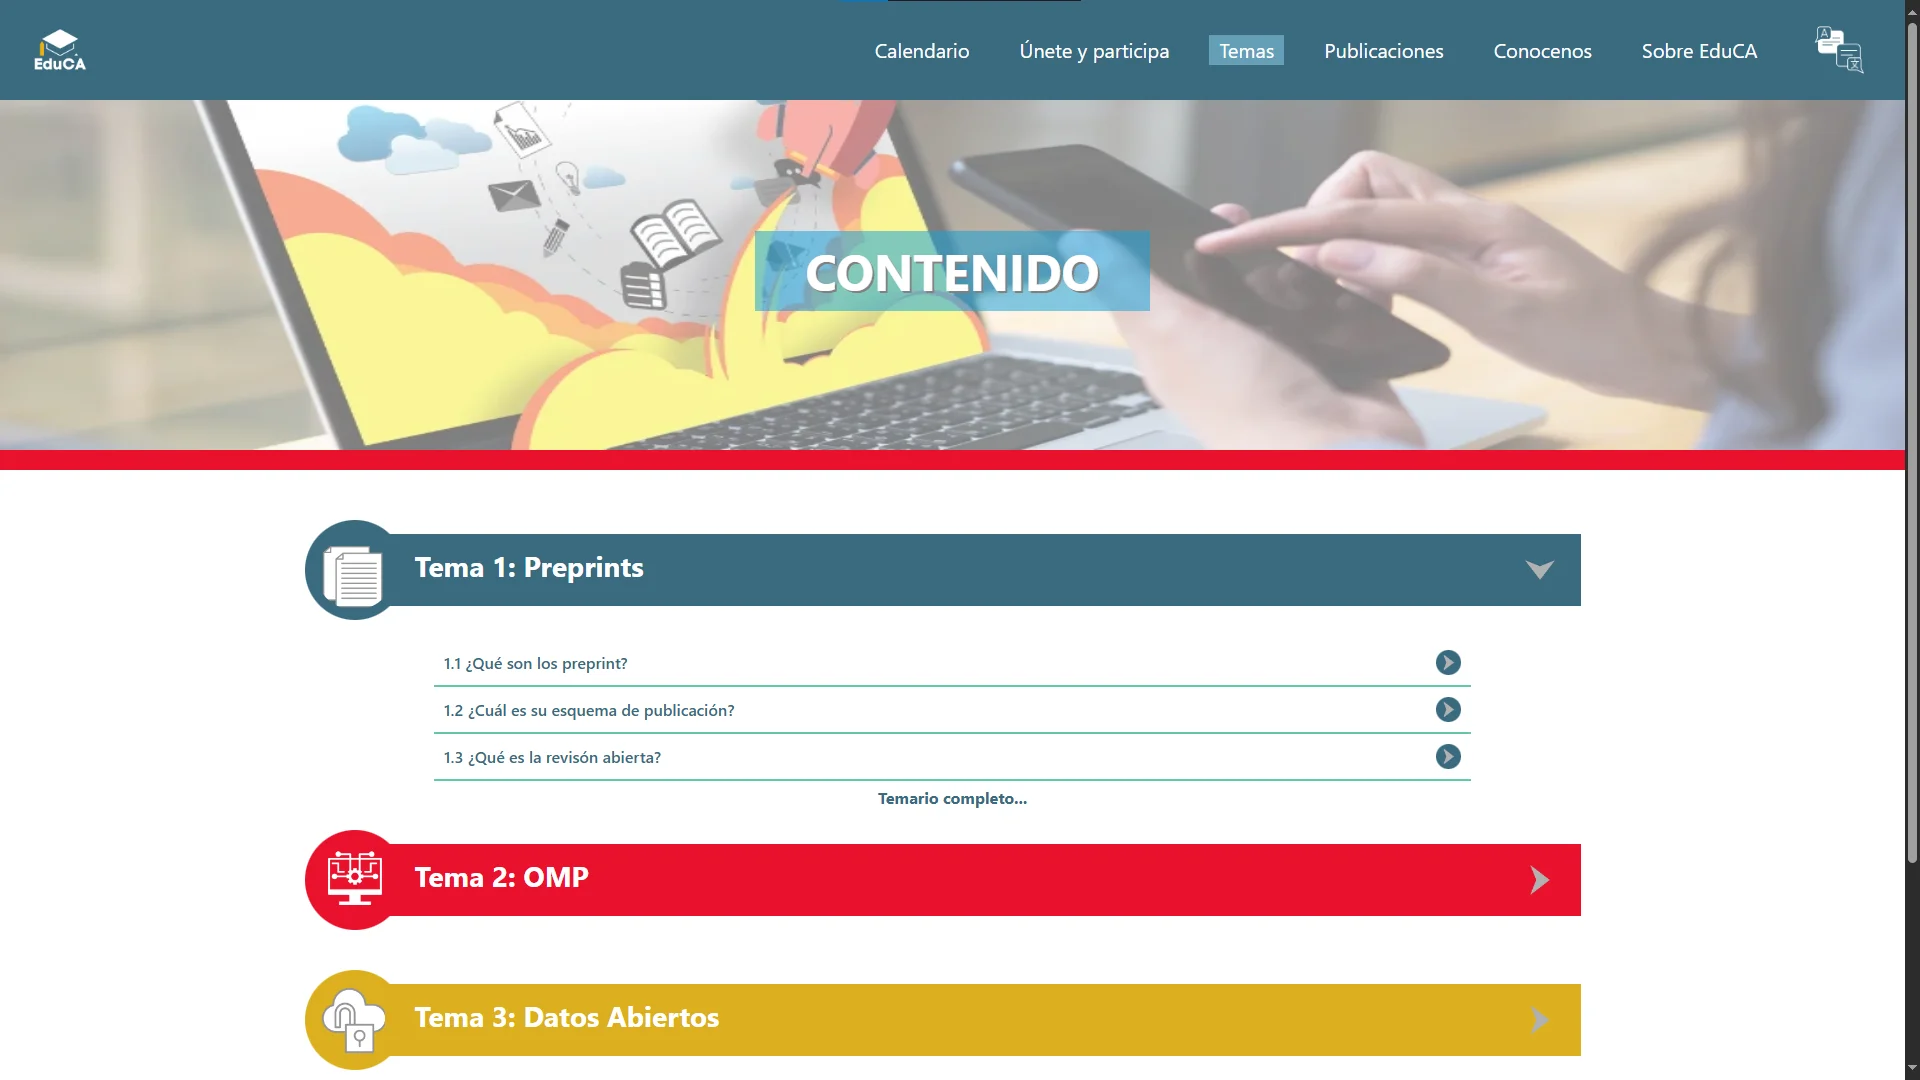 EduCA
Calendario
Únete y participa
Temas
Publicaciones
Conocenos
Sobre EduCA
CONTENIDO
Tema 1: Preprints
1.1 ¿Qué son los preprint?
1.2 ¿Cuál es su esquema de publicación?
1.3 ¿Qué es la revisón abierta?
Temario completo...
Tema 2: OMP
Tema 3: Datos Abiertos